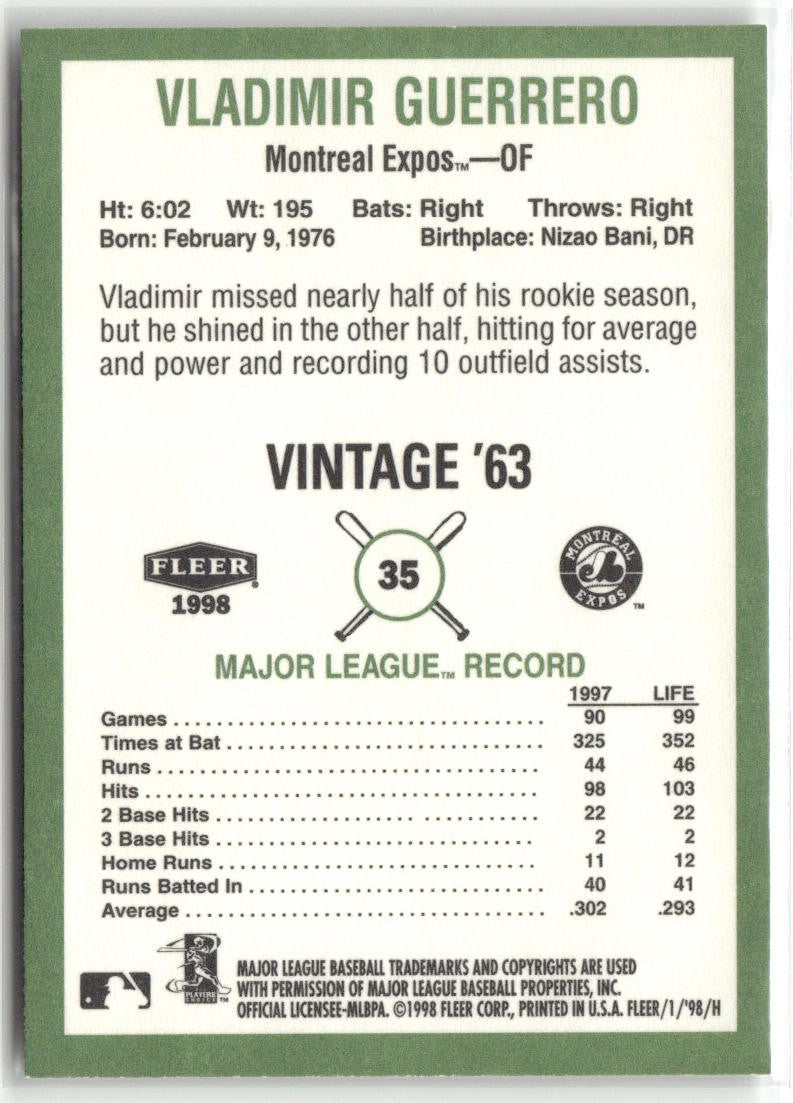 VLADIMIR GUERRERO
Montreal Expos™—OF
Ht: 6:02 Wt: 195 Bats: Right Throws: Right
Born: February 9, 1976 Birthplace: Nizao Bani, DR
Vladimir missed nearly half of his rookie season,
but he shined in the other half, hitting for average
and power and recording 10 outfield assists.
VINTAGE '63
FLEER
1998
35
MONTREAL
EXPOS™
MAJOR LEAGUE™ RECORD
1997 LIFE
Games 90 99
Times at Bat 325 352
Runs 44 46
Hits 98 103
2 Base Hits 22 22
3 Base Hits 2 2
Home Runs 11 12
Runs Batted In 40 41
Average .302 .293
PLAYERS
CHOICE™
MAJOR LEAGUE BASEBALL TRADEMARKS AND COPYRIGHTS ARE USED
WITH PERMISSION OF MAJOR LEAGUE BASEBALL PROPERTIES, INC.
OFFICIAL LICENSEE-MLBPA. ©1998 FLEER CORP., PRINTED IN U.S.A. FLEER/1/'98/H